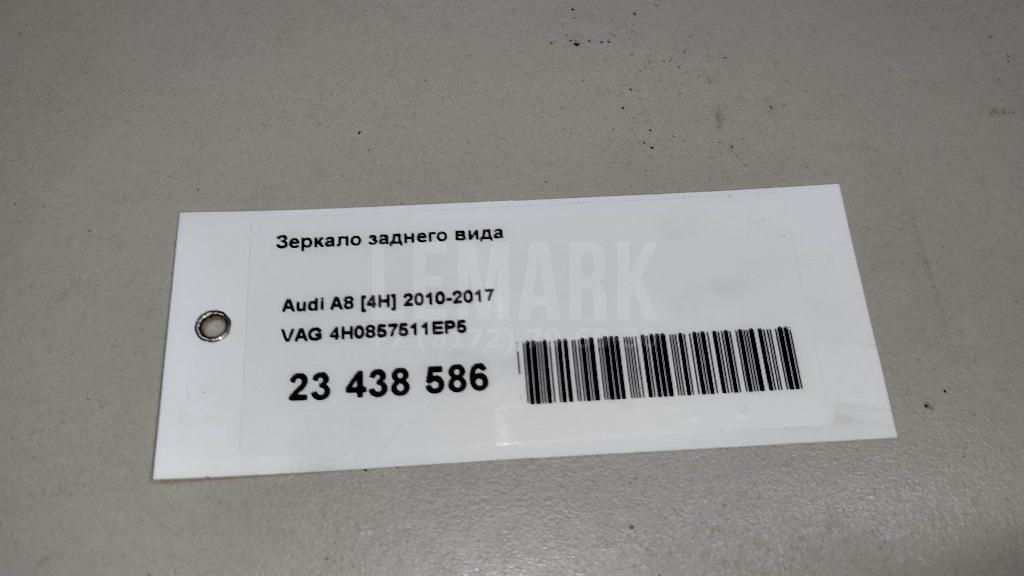 Зеркало заднего вида
LEMARK
Audi A8 [4H] 2010-2017
VAG 4H0857511EP5
23 438 586